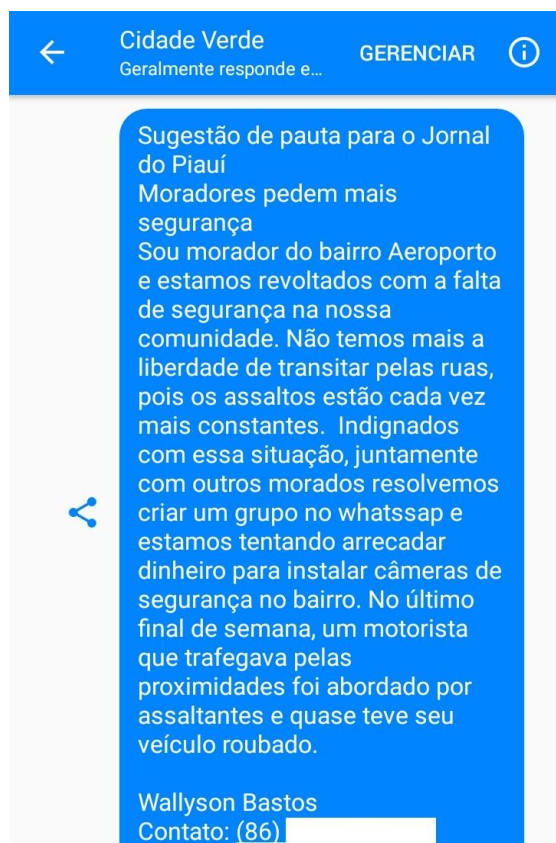 Cidade Verde
GERENCIAR
Geralmente responde e...
Sugestão de pauta para o Jornal
do Piauí
Moradores pedem mais
segurança
Sou morador do bairro Aeroporto
e estamos revoltados com a falta
de segurança na nossa
comunidade. Não temos mais a
liberdade de transitar pelas ruas,
pois os assaltos estão cada vez
mais constantes.  Indignados
com essa situação, juntamente
com outros morados resolvemos
criar um grupo no whatssap e
estamos tentando arrecadar
dinheiro para instalar câmeras de
segurança no bairro. No último
final de semana, um motorista
que trafegava pelas
proximidades foi abordado por
assaltantes e quase teve seu
veículo roubado.
Wallyson Bastos
Contato: (86)